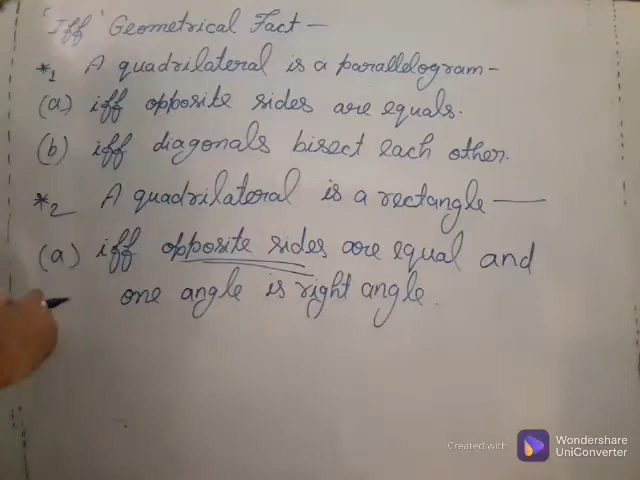 'Iff' Geometrical Fact —
*1 A quadrilateral is a parallelogram -
(a) iff opposite sides are equals.
(b) iff diagonals bisect each other.
*2 A quadrilateral is a rectangle —
(a) iff opposite sides are equal and
one angle is right angle.
Created with
Wondershare
UniConverter